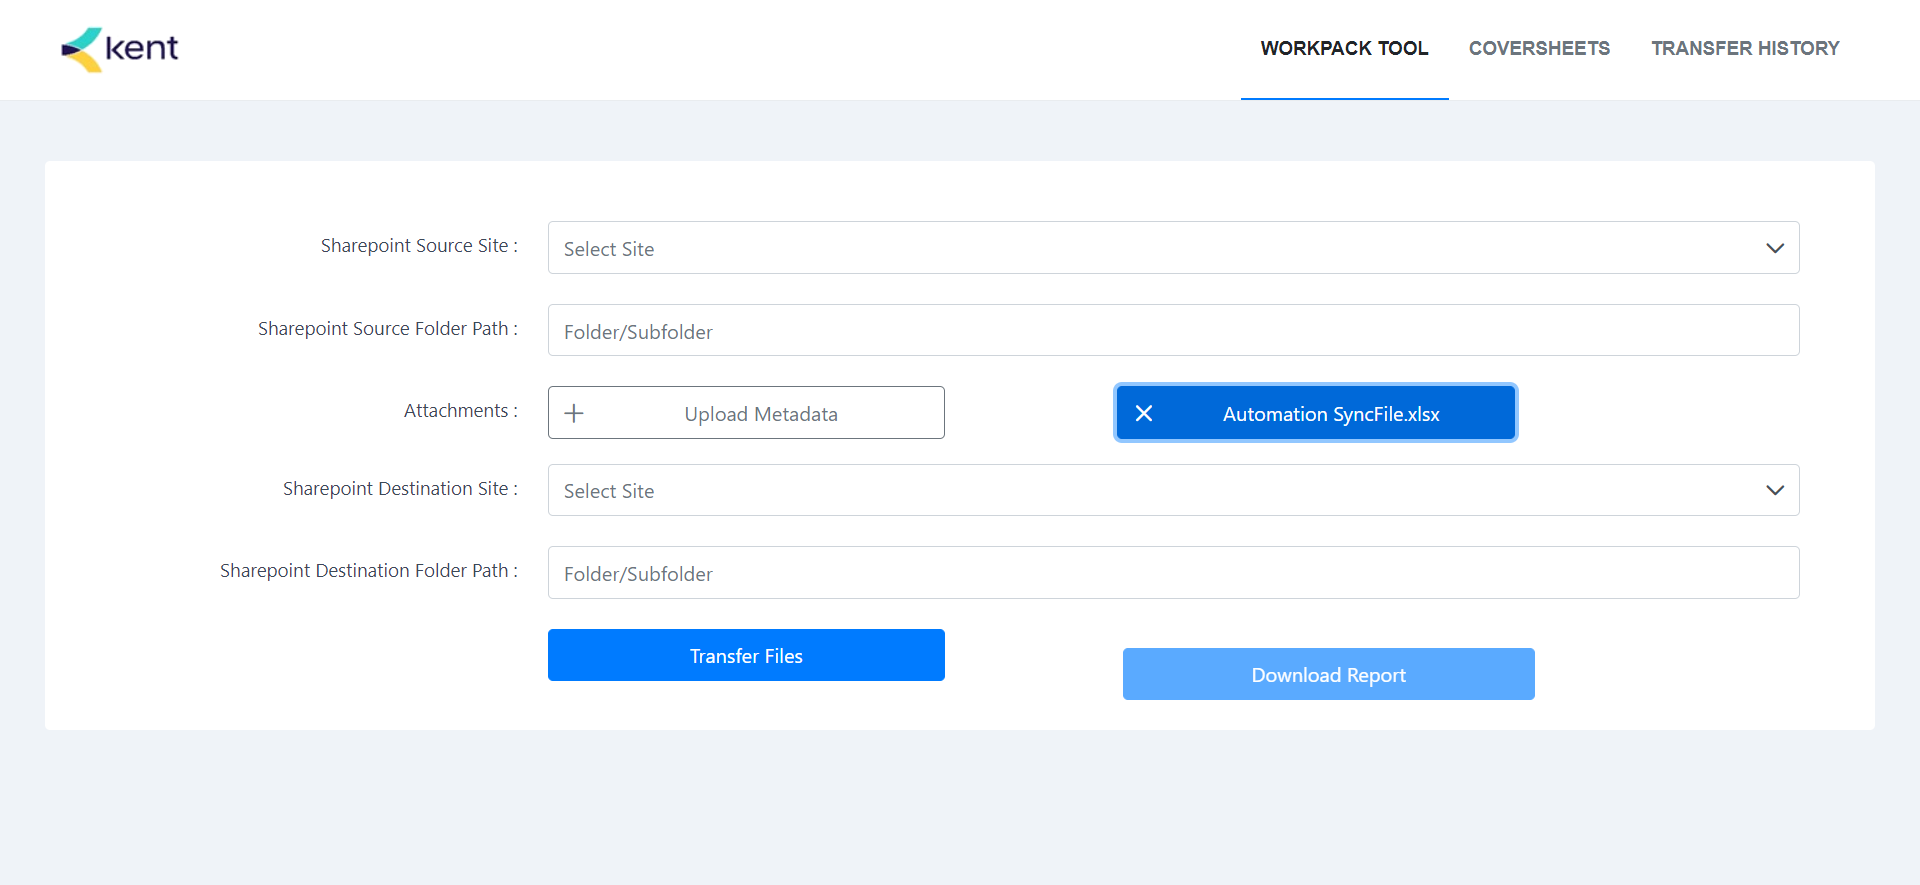 kent
WORKPACK TOOL COVERSHEETS TRANSFER HISTORY
Sharepoint Source Site : Select Site
Sharepoint Source Folder Path : Folder/Subfolder
Attachments : Upload Metadata Automation SyncFile.xlsx
Sharepoint Destination Site : Select Site
Sharepoint Destination Folder Path : Folder/Subfolder
Transfer Files
Download Report